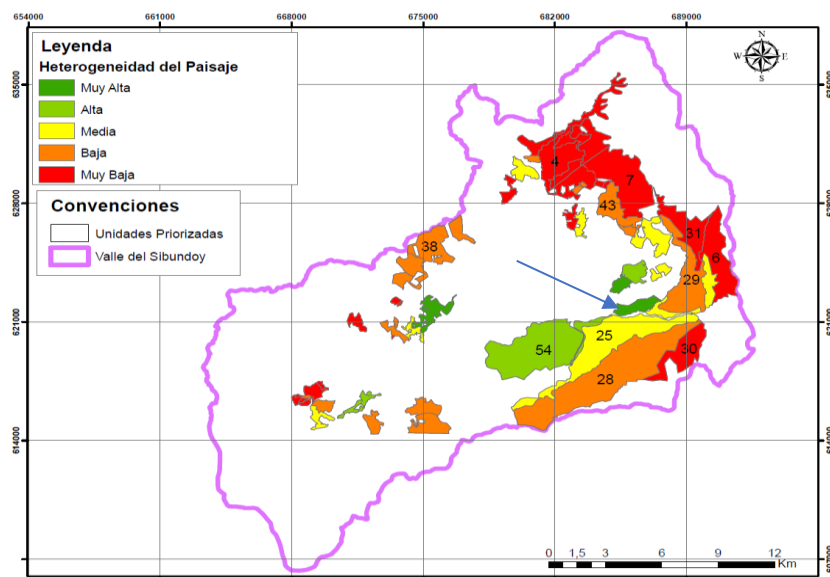 654000 661000 668000 675000 682000 689000
N
W E
S
Leyenda
Heterogeneidad del Paisaje
Muy Alta
Alta
Media
Baja
Muy Baja
Convenciones
Unidades Priorizadas
Valle del Sibundoy
635000
628000
621000
614000
4
7
43
31
38
6
29
25
54
30
28
0 1,5 3 6 9 12
Km